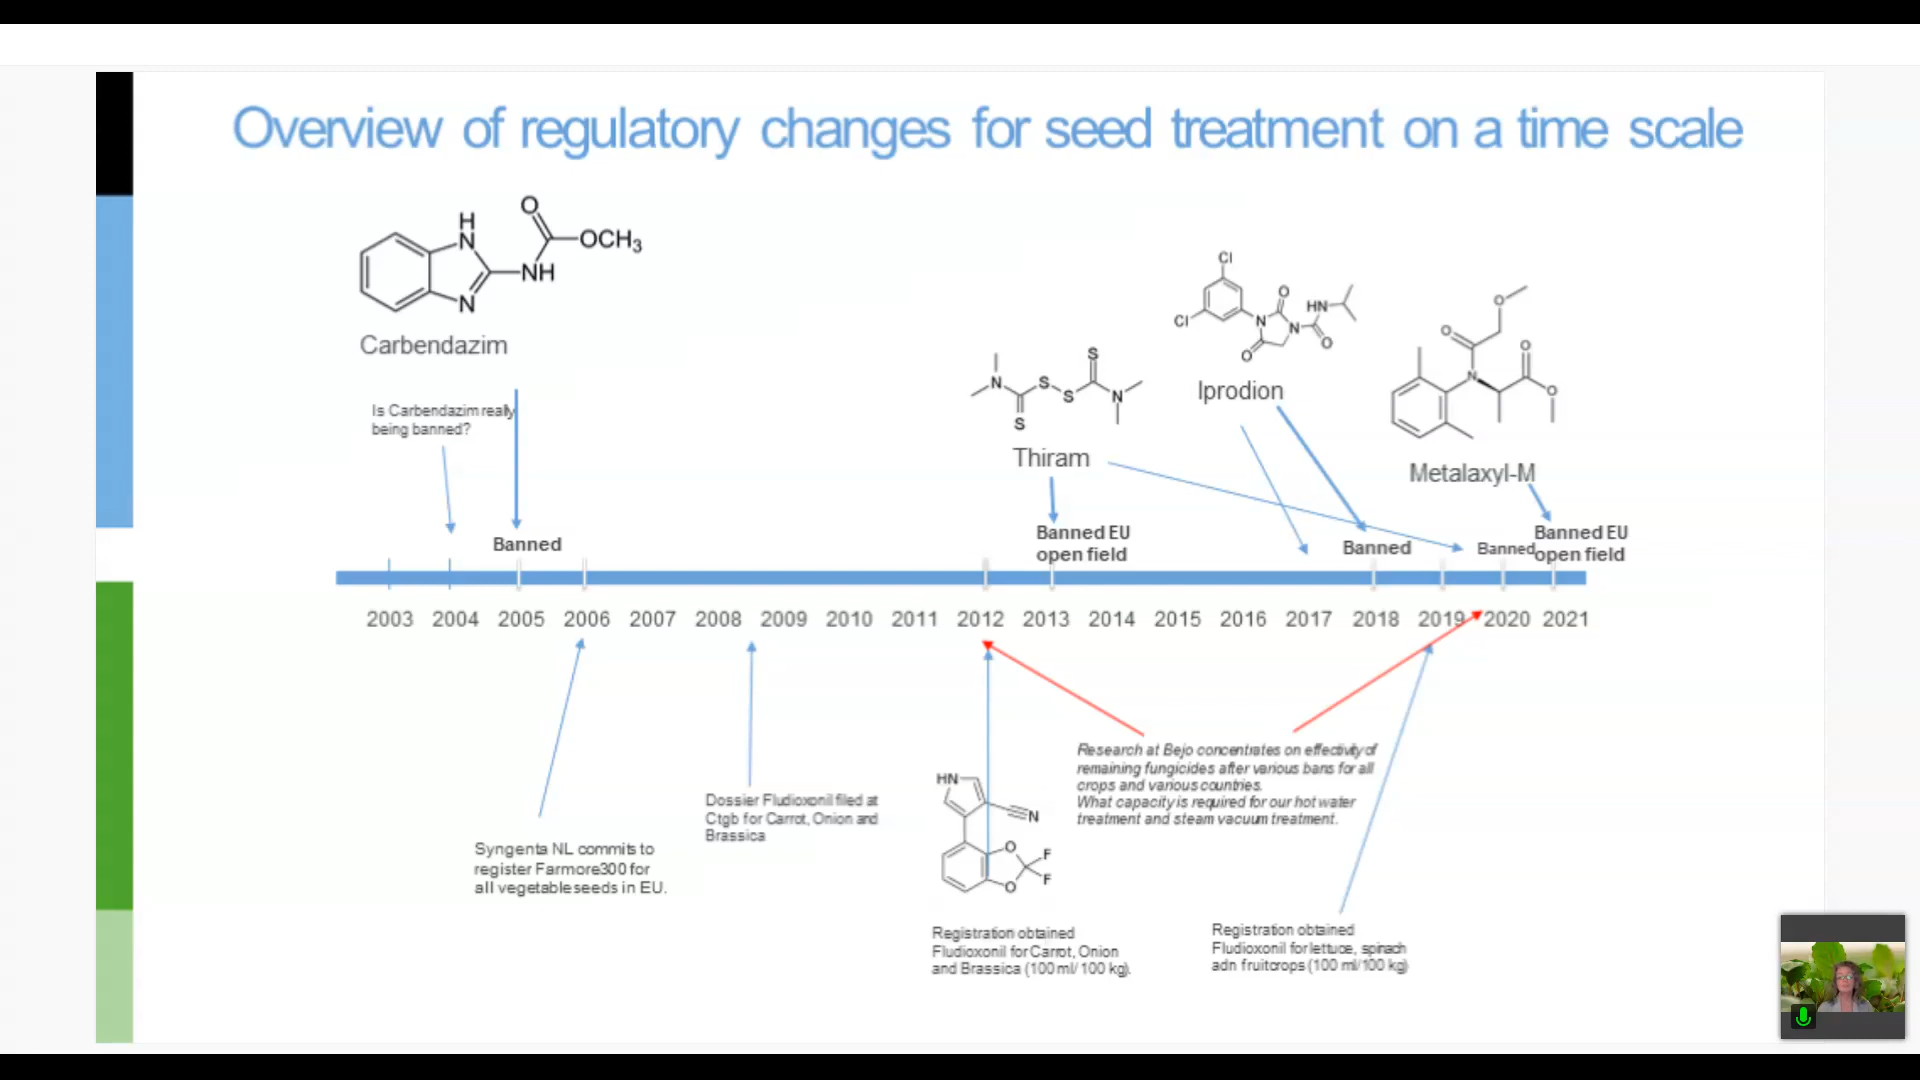 Overview of regulatory changes for seed treatment on a time scale
H
N
O
OCH3
NH
N
Carbendazim
Is Carbendazim really
being banned?
Banned
N
S
S
S
S
N
Thiram
Banned EU
open field
Cl
Cl
N
O
O
N
HN
O
Iprodion
Banned
O
O
N
O
O
Metalaxyl-M
Banned
Banned EU
open field
2003 2004 2005 2006 2007 2008 2009 2010 2011 2012 2013 2014 2015 2016 2017 2018 2019 2020 2021
Syngenta NL commits to
register Farmore300 for
all vegetable seeds in EU.
Dossier Fludioxonil filed at
Ctgb for Carrot, Onion and
Brassica
HN
N
O
O
F
F
Registration obtained
Fludioxonil for Carrot, Onion
and Brassica (100 ml/ 100 kg).
Research at Bejo concentrates on effectivity of
remaining fungicides after various bans for all
crops and various countries.
What capacity is required for our hot water
treatment and steam vacuum treatment.
Registration obtained
Fludioxonil for lettuce, spinach
adn fruitcrops (100 ml/100 kg)